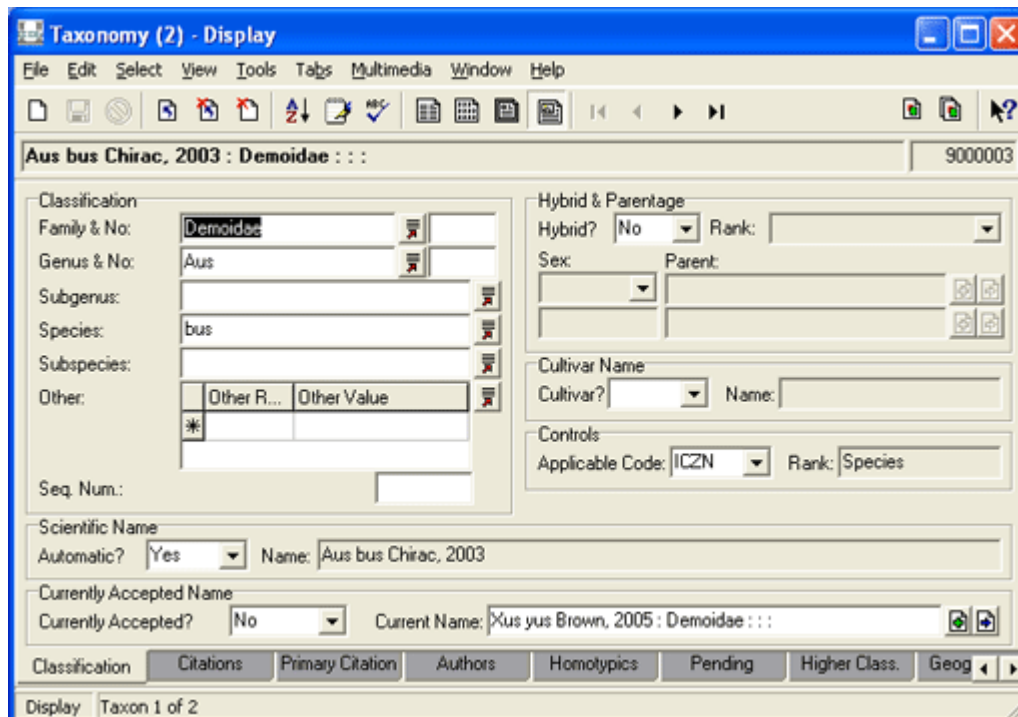 Taxonomy (2) - Display
File Edit Select View Tools Tabs Multimedia Window Help
Aus bus Chirac, 2003 : Demoidae : : : 9000003
Classification
Family & No: Demoidae
Genus & No: Aus
Subgenus:
Species: bus
Subspecies:
Other: Other R... Other Value
Seq. Num.:
Hybrid & Parentage
Hybrid? No Rank:
Sex: Parent:
Cultivar Name
Cultivar? Name:
Controls
Applicable Code: ICZN Rank: Species
Scientific Name
Automatic? Yes Name: Aus bus Chirac, 2003
Currently Accepted Name
Currently Accepted? No Current Name: Xus yus Brown, 2005 : Demoidae : : :
Classification Citations Primary Citation Authors Homotypics Pending Higher Class. Geog
Display Taxon 1 of 2